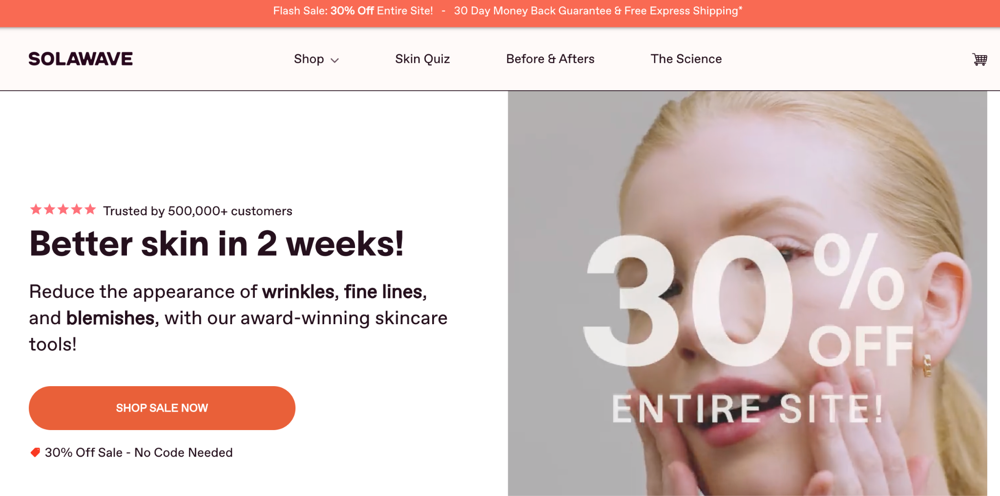 Flash Sale: 30% Off Entire Site! - 30 Day Money Back Guarantee & Free Express Shipping*
SOLAWAVE
Shop
Skin Quiz
Before & Afters
The Science
Trusted by 500,000+ customers
Better skin in 2 weeks!
Reduce the appearance of wrinkles, fine lines,
and blemishes, with our award-winning skincare
tools!
SHOP SALE NOW
30% Off Sale - No Code Needed
30%
OFF
ENTIRE SITE!